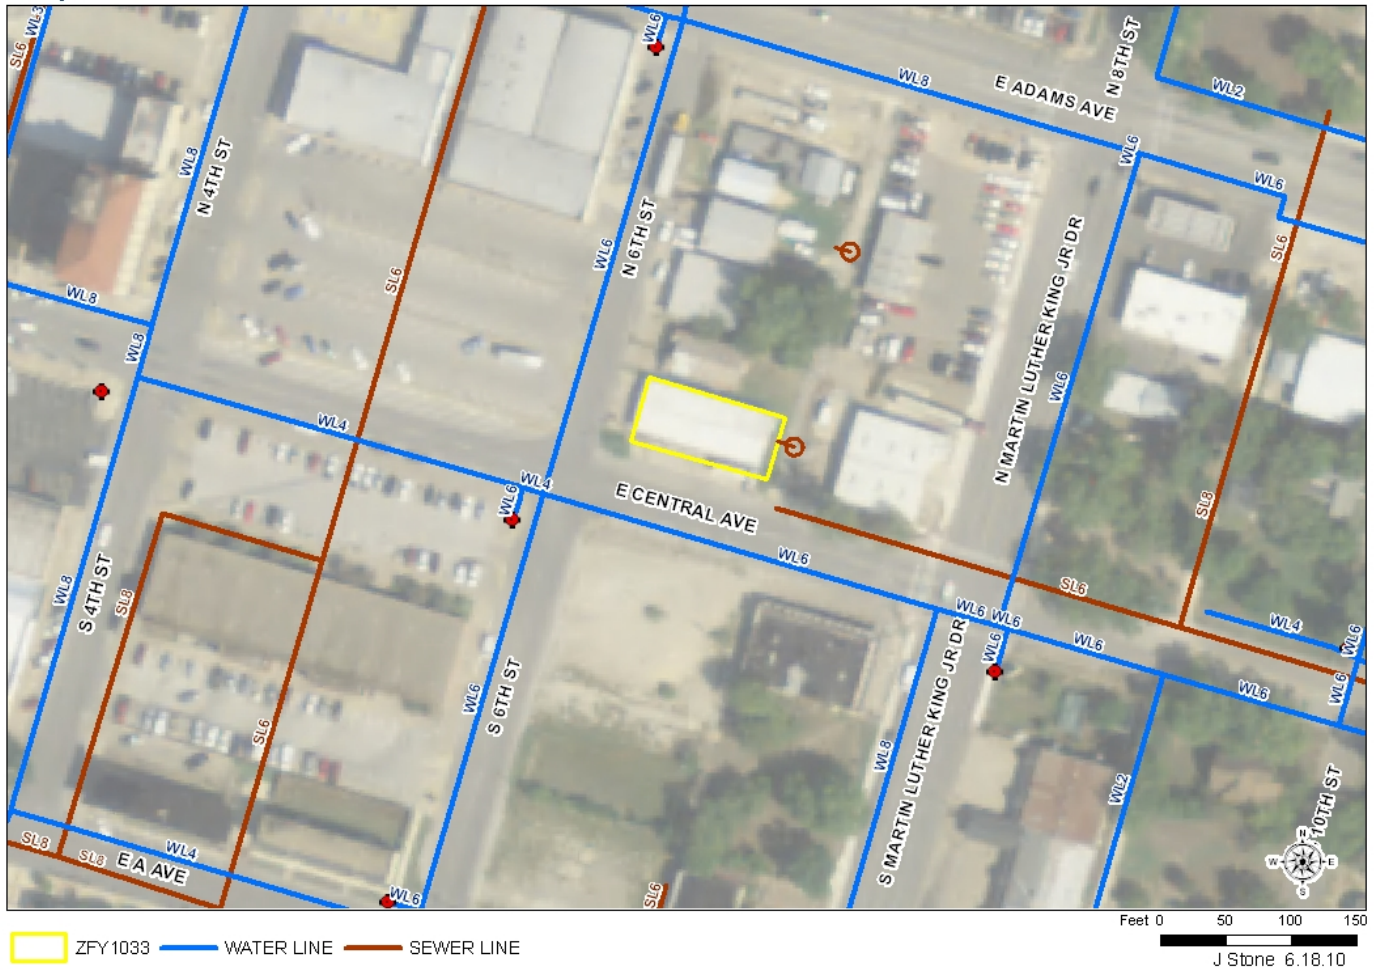 WL3
SL6
WL6
WL8
E ADAMS AVE
N 8TH ST
WL2
WL8
N 4TH ST
WL6
WL6
SL6
WL6
N 6TH ST
SL6
N MARTIN LUTHER KING JR DR
WL6
WL8
WL8
WL4
WL4
WL6
E CENTRAL AVE
SL8
WL6
SL6
WL8
S 4TH ST
SL8
WL6 WL6
WL6
WL6
WL4
WL6
WL6
WL6
WL6
S 6TH ST
SL6
WL8
S MARTIN LUTHER KING JR DR
WL2
10TH ST
SL8
SL8
WL4
E A AVE
WL6
SL6
N
W E
S
Feet 0 50 100 150
ZFY1033 WATER LINE SEWER LINE
J Stone 6.18.10